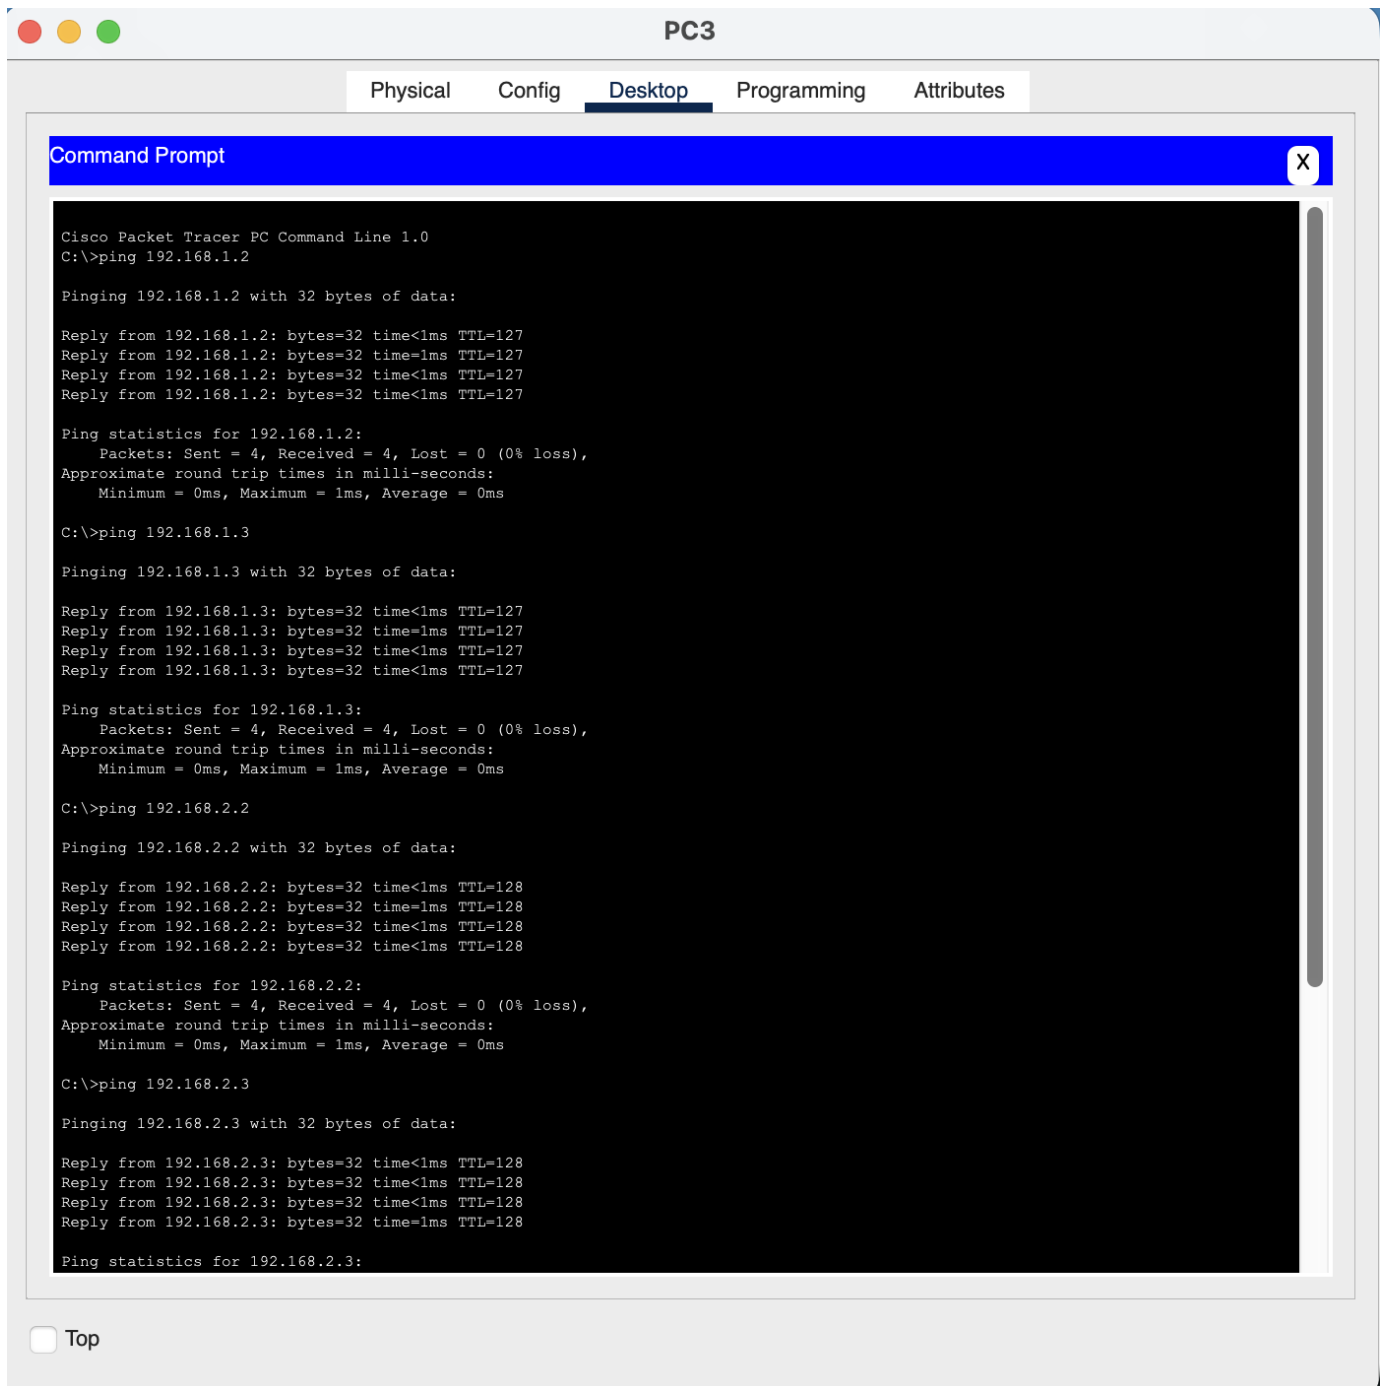 PC3
Physical Config Desktop Programming Attributes
Command Prompt
X
Cisco Packet Tracer PC Command Line 1.0
C:\>ping 192.168.1.2
Pinging 192.168.1.2 with 32 bytes of data:
Reply from 192.168.1.2: bytes=32 time<1ms TTL=127
Reply from 192.168.1.2: bytes=32 time=1ms TTL=127
Reply from 192.168.1.2: bytes=32 time<1ms TTL=127
Reply from 192.168.1.2: bytes=32 time<1ms TTL=127
Ping statistics for 192.168.1.2:
Packets: Sent = 4, Received = 4, Lost = 0 (0% loss),
Approximate round trip times in milli-seconds:
Minimum = 0ms, Maximum = 1ms, Average = 0ms
C:\>ping 192.168.1.3
Pinging 192.168.1.3 with 32 bytes of data:
Reply from 192.168.1.3: bytes=32 time<1ms TTL=127
Reply from 192.168.1.3: bytes=32 time=1ms TTL=127
Reply from 192.168.1.3: bytes=32 time<1ms TTL=127
Reply from 192.168.1.3: bytes=32 time<1ms TTL=127
Ping statistics for 192.168.1.3:
Packets: Sent = 4, Received = 4, Lost = 0 (0% loss),
Approximate round trip times in milli-seconds:
Minimum = 0ms, Maximum = 1ms, Average = 0ms
C:\>ping 192.168.2.2
Pinging 192.168.2.2 with 32 bytes of data:
Reply from 192.168.2.2: bytes=32 time<1ms TTL=128
Reply from 192.168.2.2: bytes=32 time=1ms TTL=128
Reply from 192.168.2.2: bytes=32 time<1ms TTL=128
Reply from 192.168.2.2: bytes=32 time<1ms TTL=128
Ping statistics for 192.168.2.2:
Packets: Sent = 4, Received = 4, Lost = 0 (0% loss),
Approximate round trip times in milli-seconds:
Minimum = 0ms, Maximum = 1ms, Average = 0ms
C:\>ping 192.168.2.3
Pinging 192.168.2.3 with 32 bytes of data:
Reply from 192.168.2.3: bytes=32 time<1ms TTL=128
Reply from 192.168.2.3: bytes=32 time<1ms TTL=128
Reply from 192.168.2.3: bytes=32 time<1ms TTL=128
Reply from 192.168.2.3: bytes=32 time=1ms TTL=128
Ping statistics for 192.168.2.3:
Top